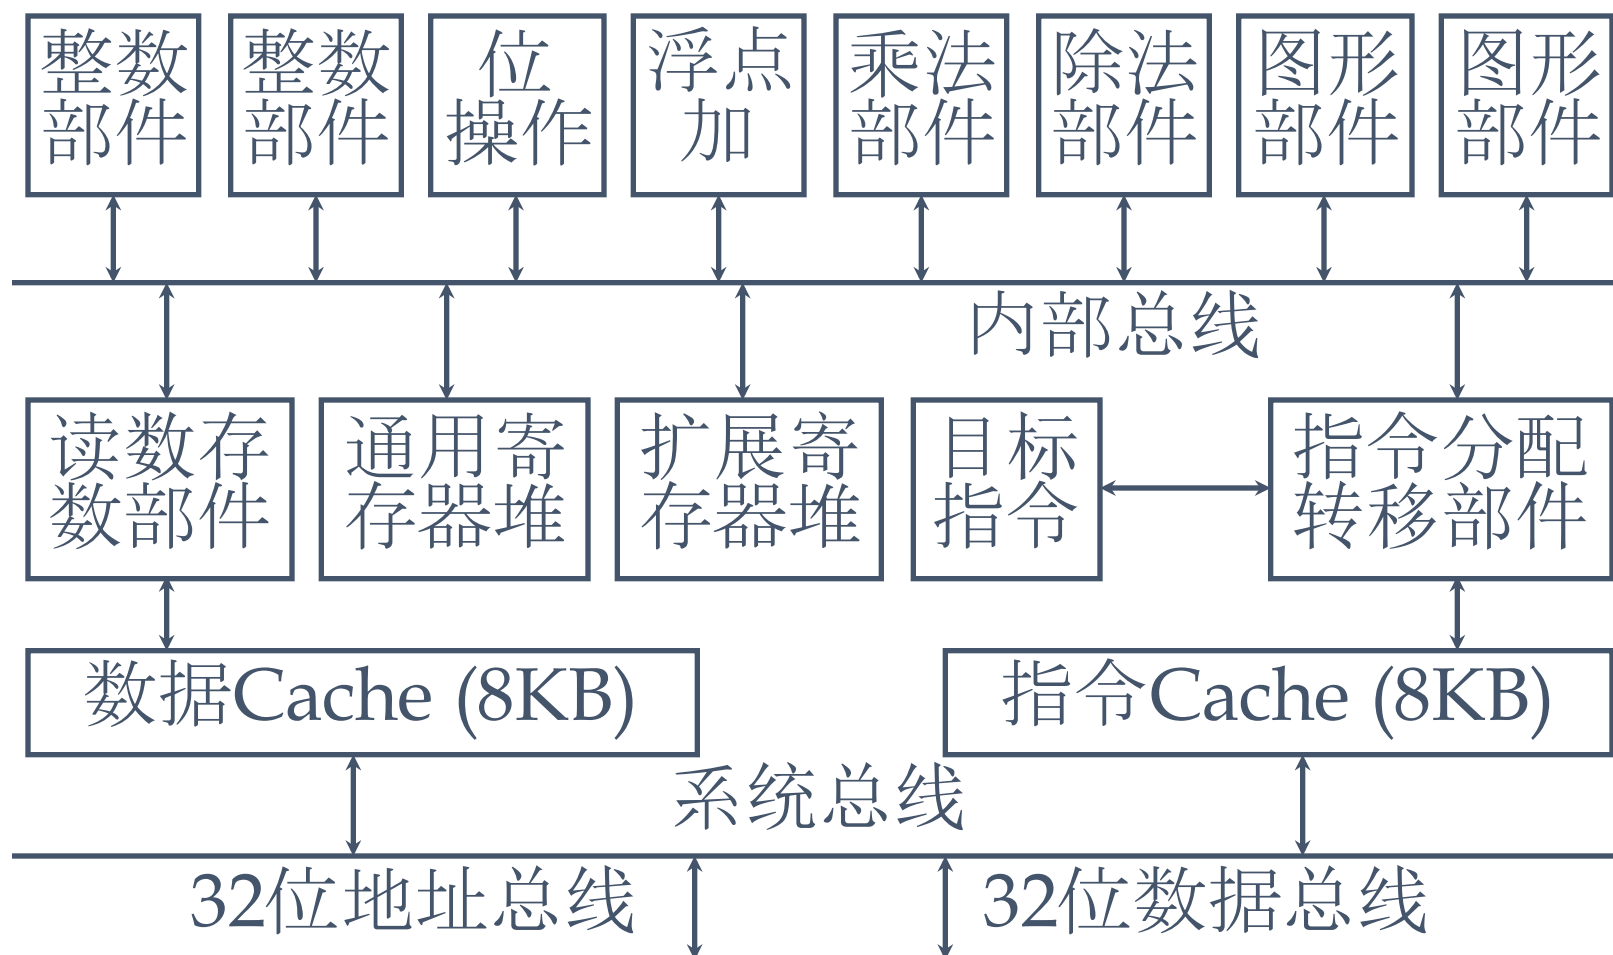 整数
部件
整数
部件
位
操作
浮点
加
乘法
部件
除法
部件
图形
部件
图形
部件
内部总线
读数存
数部件
通用寄
存器堆
扩展寄
存器堆
目标
指令
指令分配
转移部件
数据Cache (8KB)
指令Cache (8KB)
系统总线
32位地址总线
32位数据总线